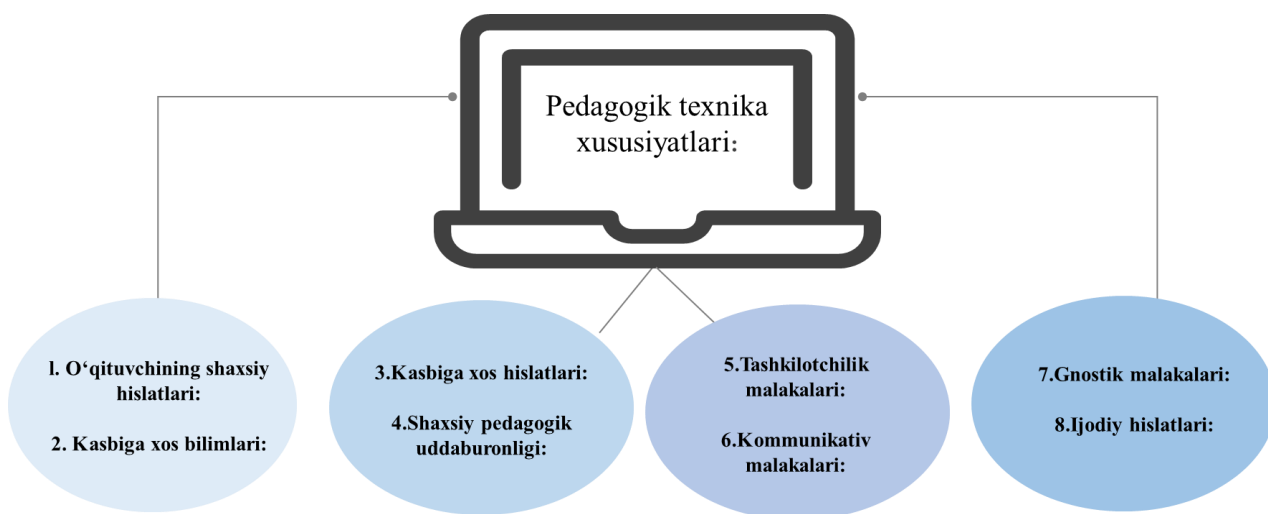 Pedagogik texnika
xususiyatlari:
l. O‘qituvchining shaxsiy
hislatlari:
2. Kasbiga xos bilimlari:
3.Kasbiga xos hislatlari:
4.Shaxsiy pedagogik
uddaburonligi:
5.Tashkilotchilik
malakalari:
6.Kommunikativ
malakalari:
7.Gnostik malakalari:
8.Ijodiy hislatlari: